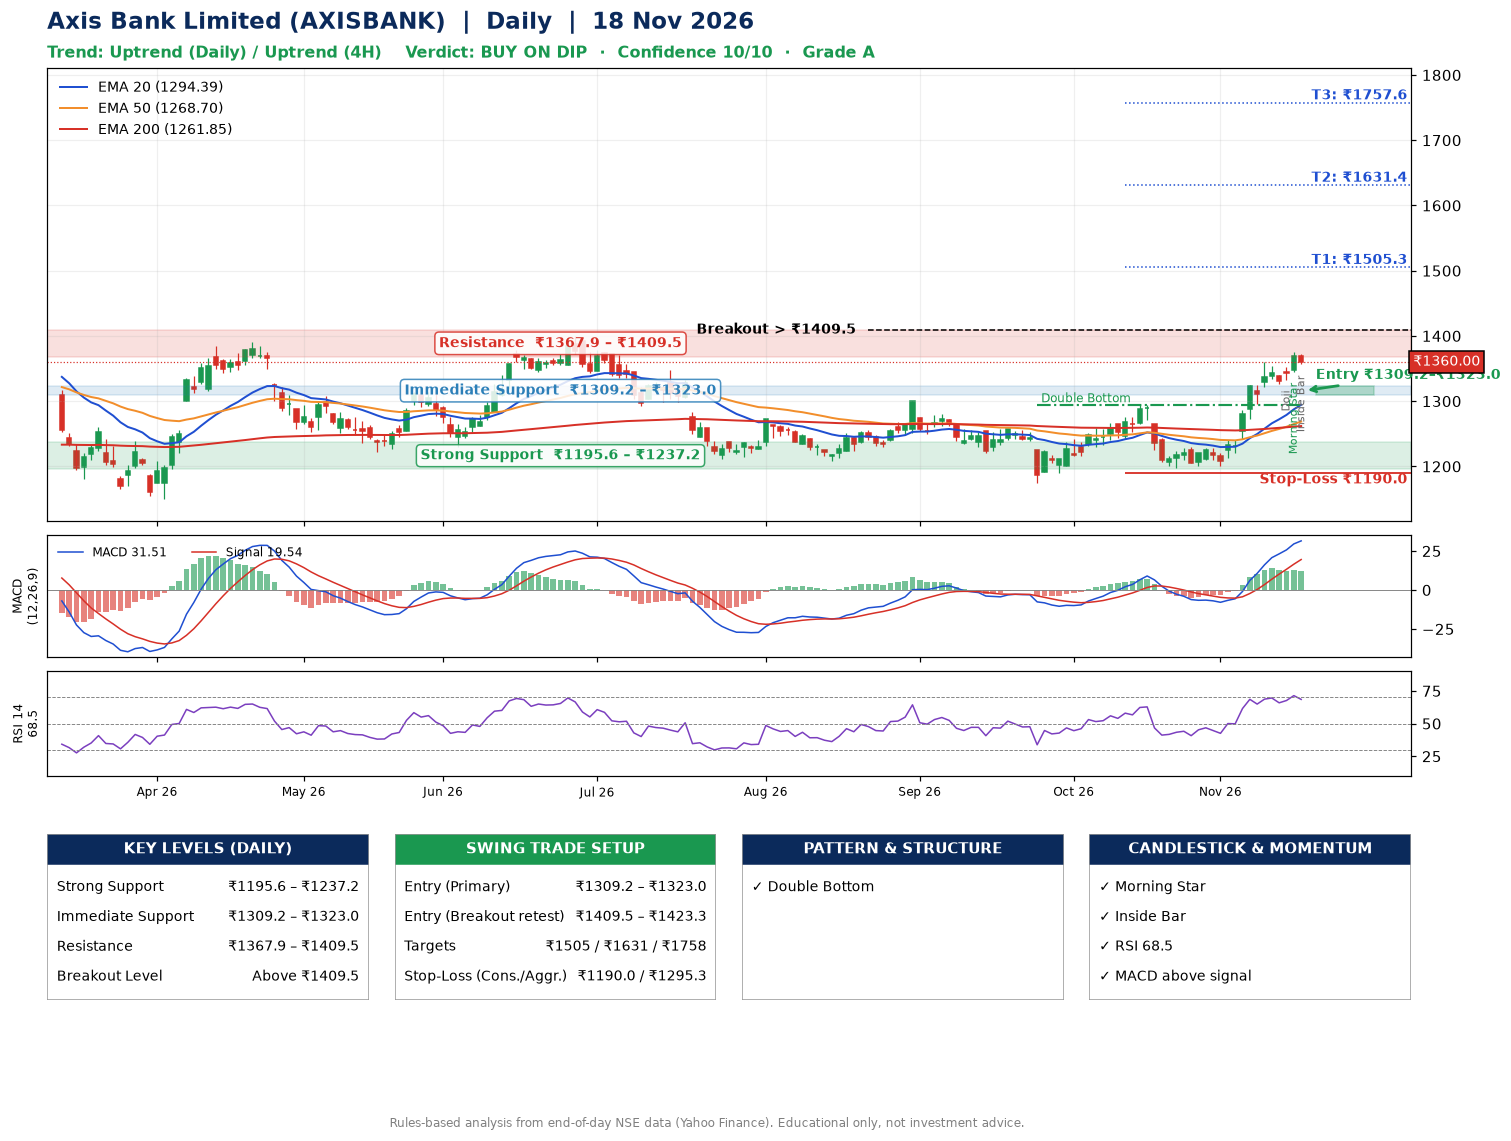 Axis Bank Limited (AXISBANK)  |  Daily  |  18 Nov 2026
Trend: Uptrend (Daily) / Uptrend (4H)    Verdict: BUY ON DIP  ·  Confidence 10/10  ·  Grade A
EMA 20 (1294.39)
EMA 50 (1268.70)
EMA 200 (1261.85)
1800
T3: ₹1757.6
1700
T2: ₹1631.4
1600
T1: ₹1505.3
1500
Breakout > ₹1409.5
1400
Resistance  ₹1367.9 – ₹1409.5
₹1360.00
Entry ₹1309.2–₹1323.0
Immediate Support  ₹1309.2 – ₹1323.0
Double Bottom
Doji
Morning Star
Inside Bar
1300
Strong Support  ₹1195.6 – ₹1237.2
1200
Stop-Loss ₹1190.0
MACD (12,26,9)
MACD 31.51
Signal 19.54
25
0
−25
RSI 14
68.5
75
50
25
Apr 26
May 26
Jun 26
Jul 26
Aug 26
Sep 26
Oct 26
Nov 26
KEY LEVELS (DAILY)
Strong Support ₹1195.6 – ₹1237.2
Immediate Support ₹1309.2 – ₹1323.0
Resistance ₹1367.9 – ₹1409.5
Breakout Level Above ₹1409.5
SWING TRADE SETUP
Entry (Primary) ₹1309.2 – ₹1323.0
Entry (Breakout retest) ₹1409.5 – ₹1423.3
Targets ₹1505 / ₹1631 / ₹1758
Stop-Loss (Cons./Aggr.) ₹1190.0 / ₹1295.3
PATTERN & STRUCTURE
✓ Double Bottom
CANDLESTICK & MOMENTUM
✓ Morning Star
✓ Inside Bar
✓ RSI 68.5
✓ MACD above signal
Rules-based analysis from end-of-day NSE data (Yahoo Finance). Educational only, not investment advice.